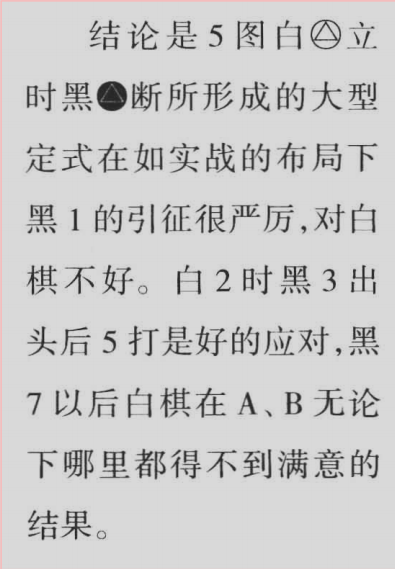 结论是5图白△立
时黑▲断所形成的大型
定式在如实战的布局下
黑1的引征很严厉,对白
棋不好。白2时黑3出
头后5打是好的应对,黑
7以后白棋在A、B无论
下哪里都得不到满意的
结果。